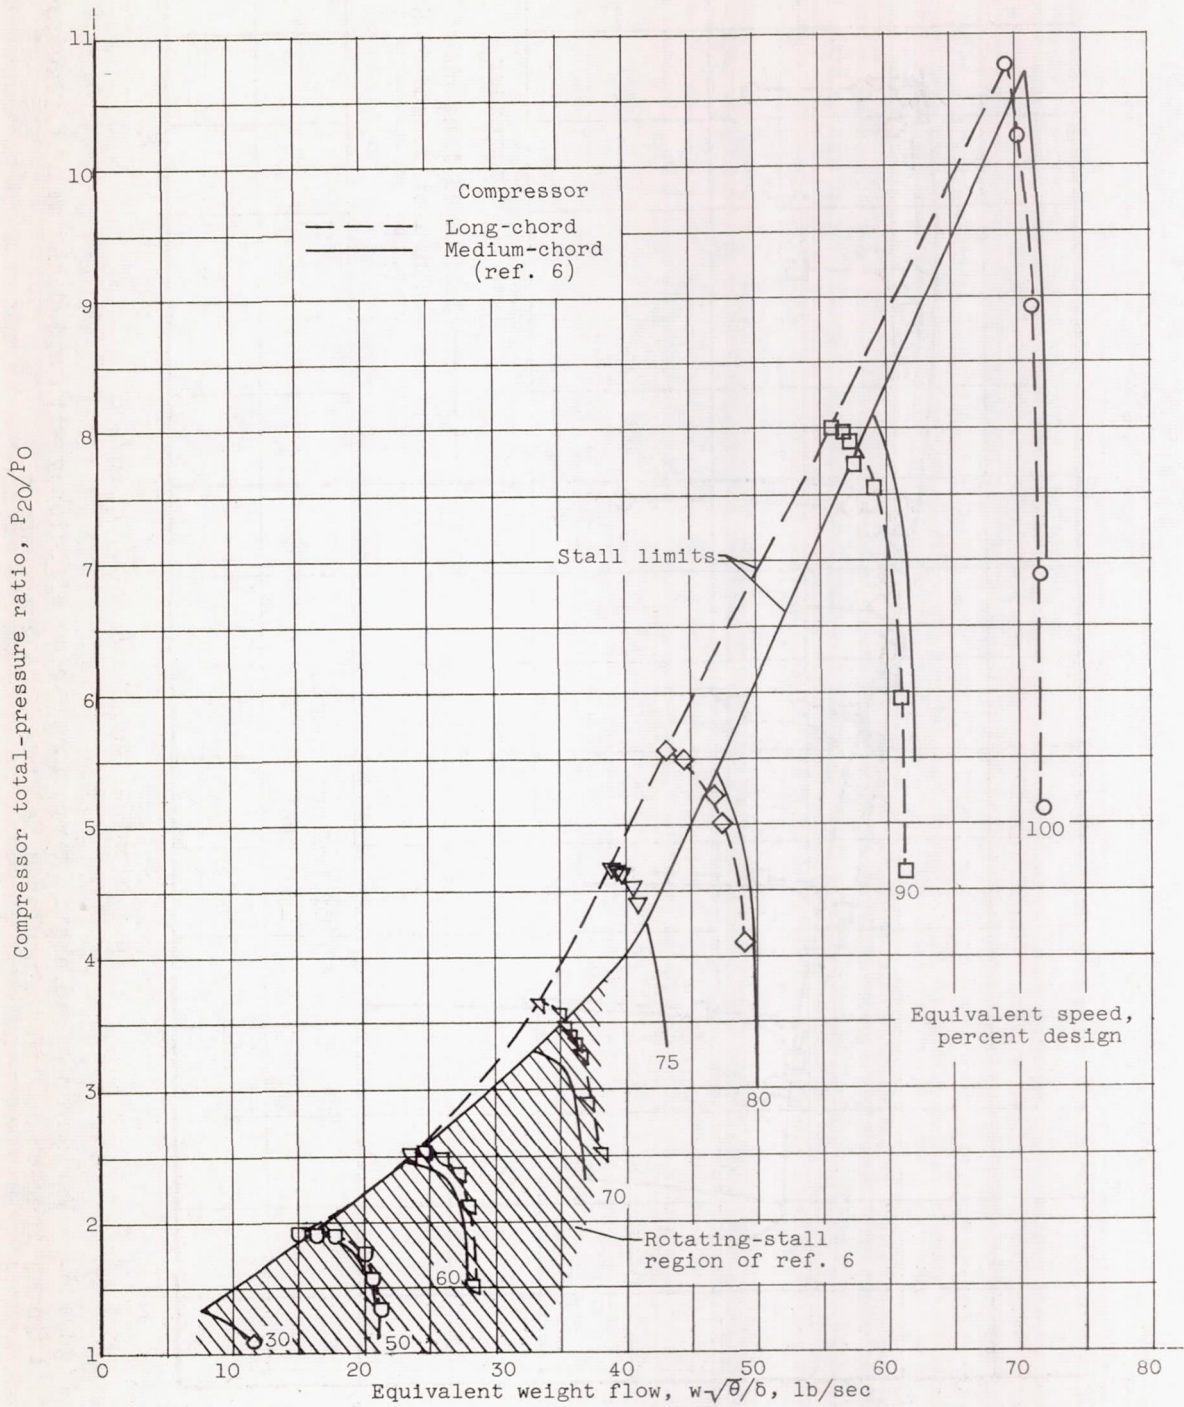 11
10
9
8
7
6
5
4
3
2
1
Compressor total-pressure ratio, P20/P0
Compressor
Long-chord
Medium-chord
(ref. 6)
Stall limits
100
90
Equivalent speed,
percent design
75
80
70
Rotating-stall
region of ref. 6
60
50
30
0 10 20 30 40 50 60 70 80
Equivalent weight flow, w√θ/δ, lb/sec